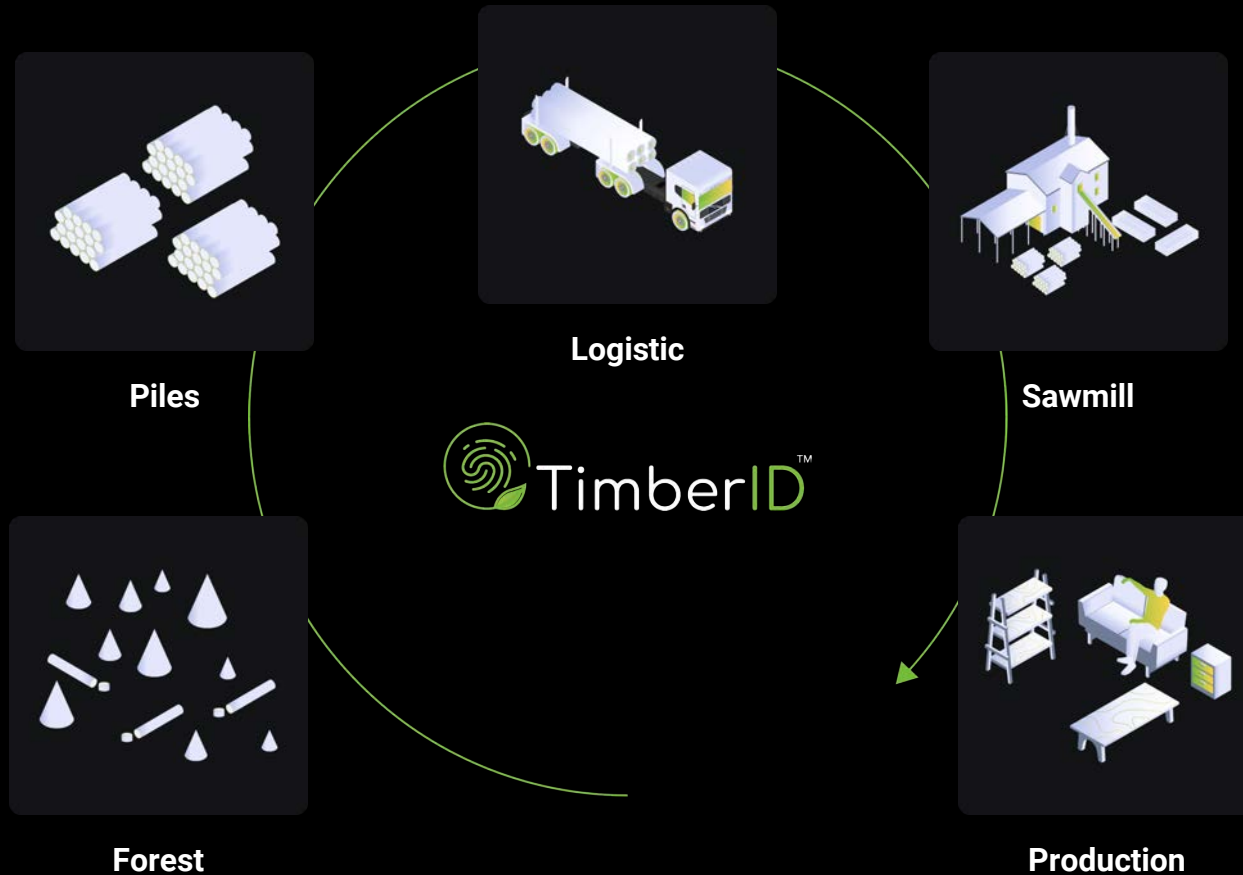 Logistic
Piles
Sawmill
TimberID™
Forest
Production